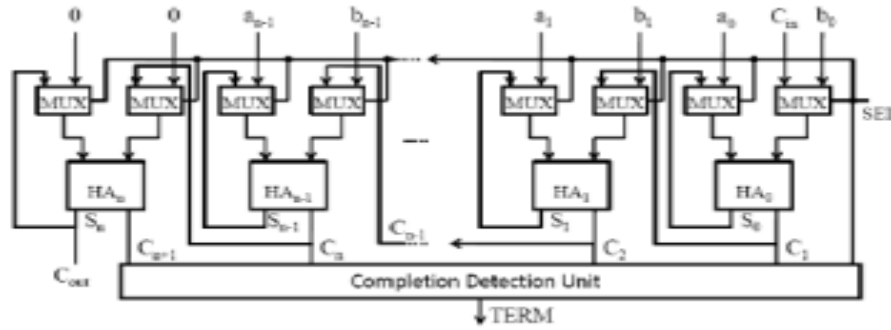 0 0 aₙ₋₁ bₙ₋₁ a₁ b₁ a₀ Cᵢₙ b₀
MUX MUX MUX MUX MUX MUX MUX MUX
SEL
HAₙ HAₙ₋₁ HA₁ HA₀
Sₙ Sₙ₋₁ S₁ S₀
Cₙ₋₁
Cₒᵤₜ Cₙ₊₁ Cₙ C₂ C₁
Completion Detection Unit
TERM